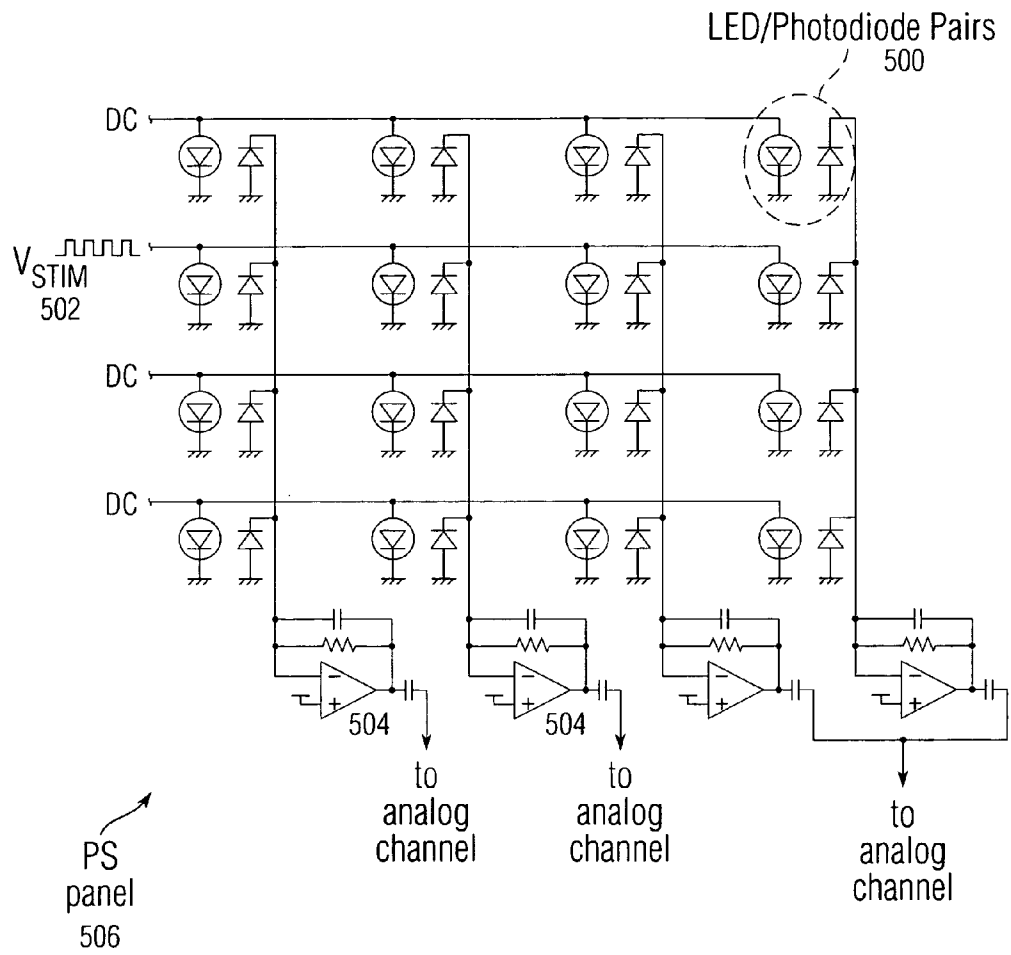 LED/Photodiode Pairs
500
DC
V STIM
502
DC
DC
504
504
to
analog
channel
to
analog
channel
to
analog
channel
PS
panel
506